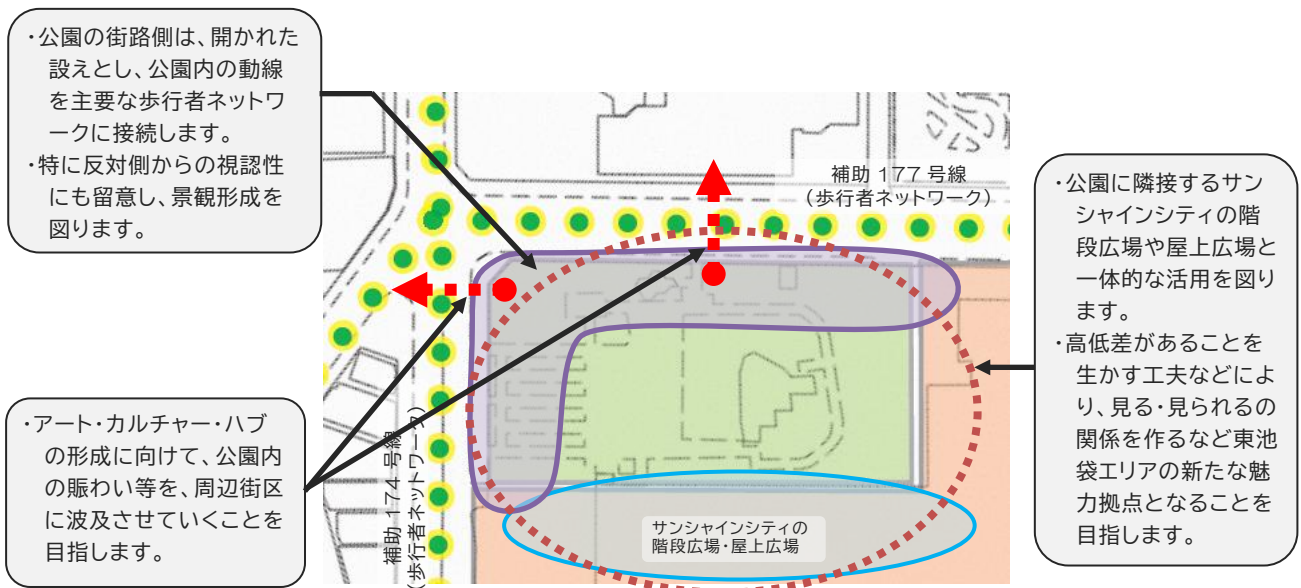 ・公園の街路側は、開かれた
設えとし、公園内の動線
を主要な歩行者ネットワ
ークに接続します。
・特に反対側からの視認性
にも留意し、景観形成を
図ります。
補助 177 号線
（歩行者ネットワーク）
・公園に隣接するサン
シャインシティの階
段広場や屋上広場と
一体的な活用を図り
ます。
・高低差があることを
生かす工夫などによ
り、見る・見られるの
関係を作るなど東池
袋エリアの新たな魅
力拠点となることを
目指します。
・アート・カルチャー・ハブ
の形成に向けて、公園内
の賑わい等を、周辺街区
に波及させていくことを
目指します。
補助 174 号線
（歩行者ネットワーク）
サンシャインシティの
階段広場・屋上広場